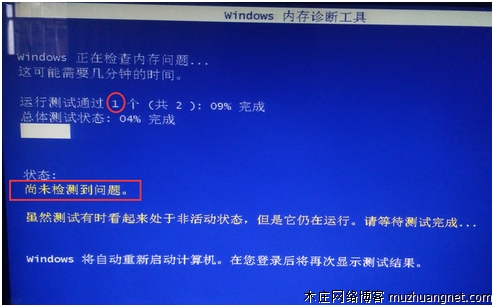 Windows 内存诊断工具
Windows 正在检查内存问题...
这可能需要几分钟的时间。
运行测试通过 1 个 (共 2 ): 09% 完成
总体测试状态: 04% 完成
状态:
尚未检测到问题。
虽然测试有时看起来处于非活动状态，但是它仍在运行。请等待测试完成...
Windows 将自动重新启动计算机。在您登录后将再次显示测试结果。
木庄网络博客
muzhuangnet.com